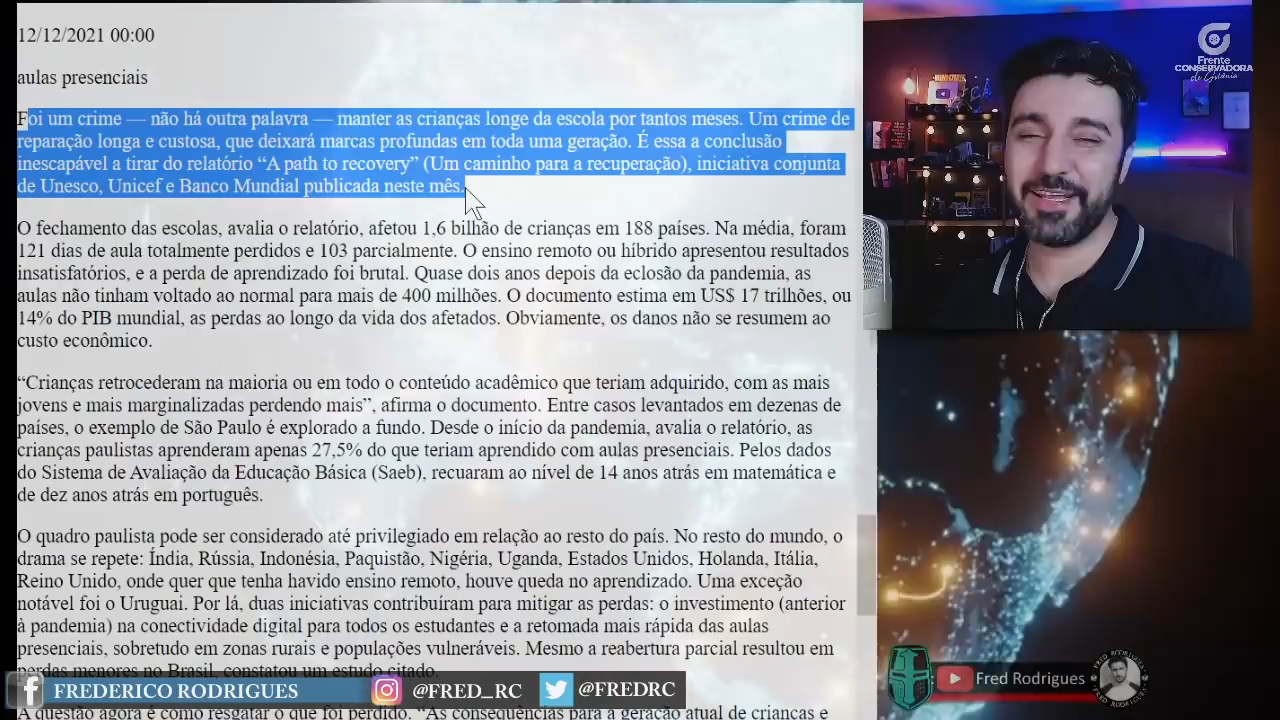 12/12/2021 00:00
aulas presenciais
Foi um crime — não há outra palavra — manter as crianças longe da escola por tantos meses. Um crime de
reparação longa e custosa, que deixará marcas profundas em toda uma geração. É essa a conclusão
inescapável a tirar do relatório “A path to recovery” (Um caminho para a recuperação), iniciativa conjunta
de Unesco, Unicef e Banco Mundial publicada neste mês.
O fechamento das escolas, avalia o relatório, afetou 1,6 bilhão de crianças em 188 países. Na média, foram
121 dias de aula totalmente perdidos e 103 parcialmente. O ensino remoto ou híbrido apresentou resultados
insatisfatórios, e a perda de aprendizado foi brutal. Quase dois anos depois da eclosão da pandemia, as
aulas não tinham voltado ao normal para mais de 400 milhões. O documento estima em US$ 17 trilhões, ou
14% do PIB mundial, as perdas ao longo da vida dos afetados. Obviamente, os danos não se resumem ao
custo econômico.
“Crianças retrocederam na maioria ou em todo o conteúdo acadêmico que teriam adquirido, com as mais
jovens e mais marginalizadas perdendo mais”, afirma o documento. Entre casos levantados em dezenas de
países, o exemplo de São Paulo é explorado a fundo. Desde o início da pandemia, avalia o relatório, as
crianças paulistas aprenderam apenas 27,5% do que teriam aprendido com aulas presenciais. Pelos dados
do Sistema de Avaliação da Educação Básica (Saeb), recuaram ao nível de 14 anos atrás em matemática e
de dez anos atrás em português.
O quadro paulista pode ser considerado até privilegiado em relação ao resto do país. No resto do mundo, o
drama se repete: Índia, Rússia, Indonésia, Paquistão, Nigéria, Uganda, Estados Unidos, Holanda, Itália,
Reino Unido, onde quer que tenha havido ensino remoto, houve queda no aprendizado. Uma exceção
notável foi o Uruguai. Por lá, duas iniciativas contribuíram para mitigar as perdas: o investimento (anterior
à pandemia) na conectividade digital para todos os estudantes e a retomada mais rápida das aulas
presenciais, sobretudo em zonas rurais e populações vulneráveis. Mesmo a reabertura parcial resultou em
perdas menores no Brasil, constatou um estudo citado.
A questão agora é como resgatar o que foi perdido. “As consequências para a geração atual de crianças e
Frente
CONSERVADORA
de Goiânia
FREDERICO RODRIGUES
@FRED_RC
@FREDRC
Fred Rodrigues
FRED RODRIGUES